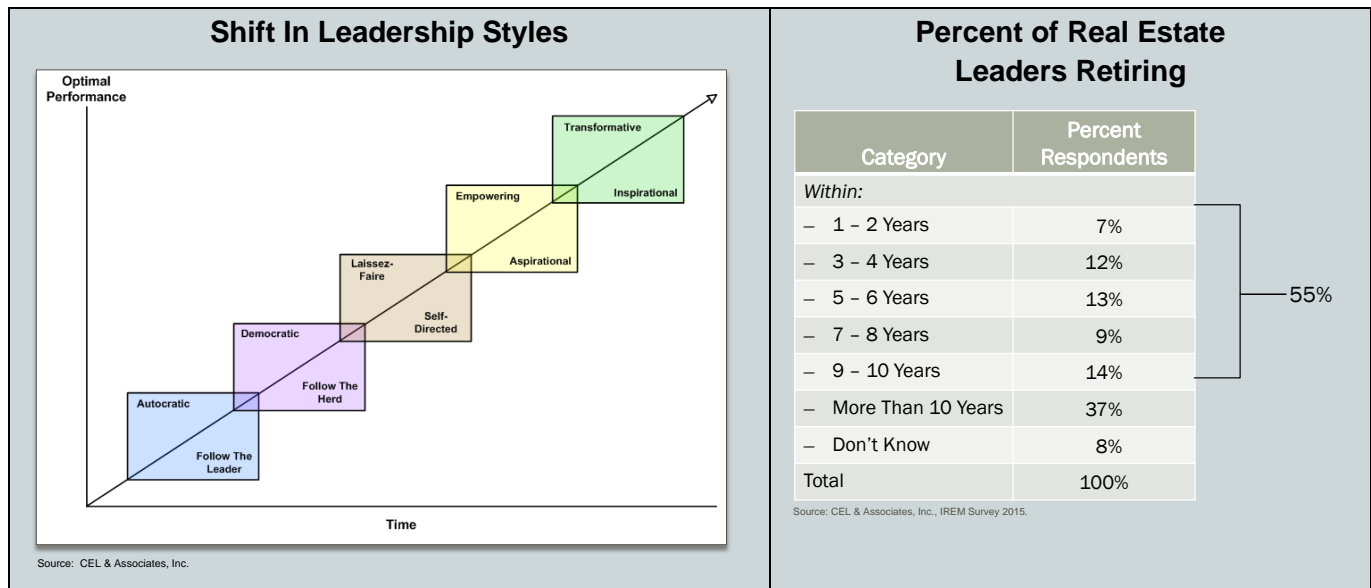 Shift In Leadership Styles
Optimal
Performance
Transformative
Inspirational
Empowering
Aspirational
Laissez-
Faire
Self-
Directed
Democratic
Follow The
Herd
Autocratic
Follow The
Leader
Time
Source: CEL & Associates, Inc.
Percent of Real Estate
Leaders Retiring
Category Percent
Respondents
Within:
– 1 – 2 Years 7%
– 3 – 4 Years 12%
– 5 – 6 Years 13%
– 7 – 8 Years 9%
– 9 – 10 Years 14%
– More Than 10 Years 37%
– Don't Know 8%
Total 100%
55%
Source: CEL & Associates, Inc., IREM Survey 2015.